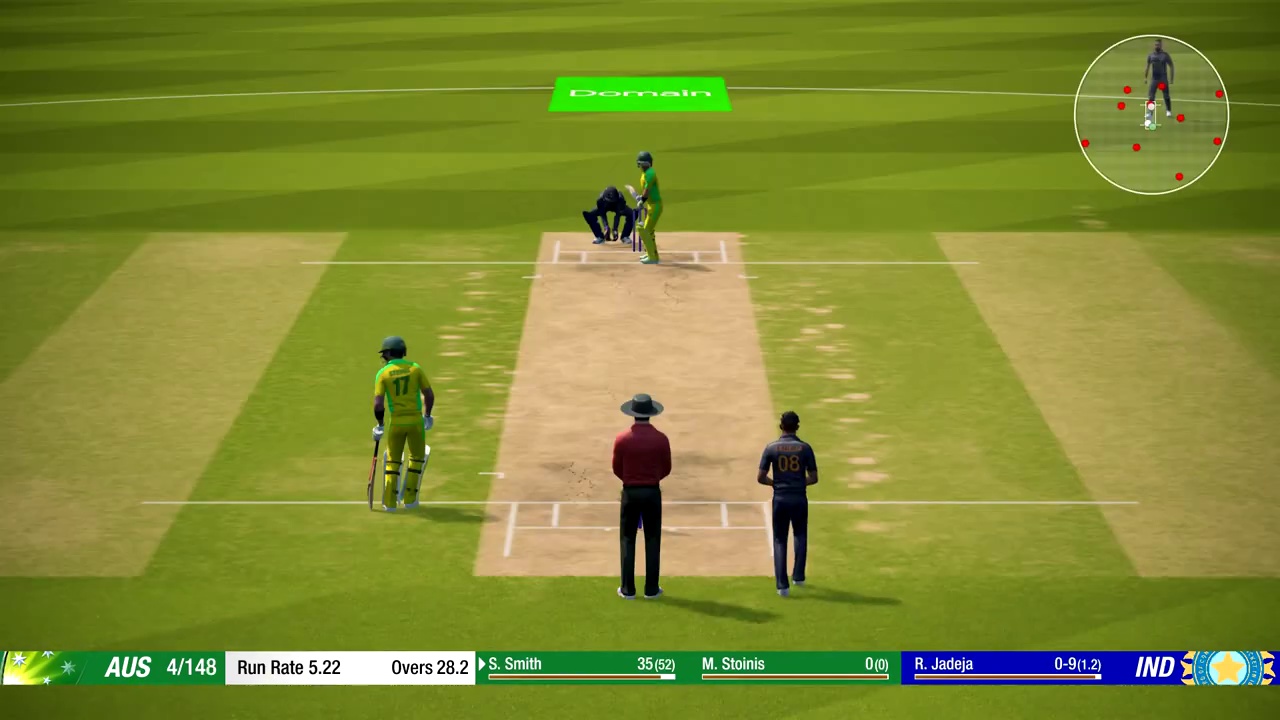 Domain
17
08
AUS 4/148 Run Rate 5.22 Overs 28.2 S. Smith 35(52) M. Stoinis 0(0) R. Jadeja 0-9(1.2) IND